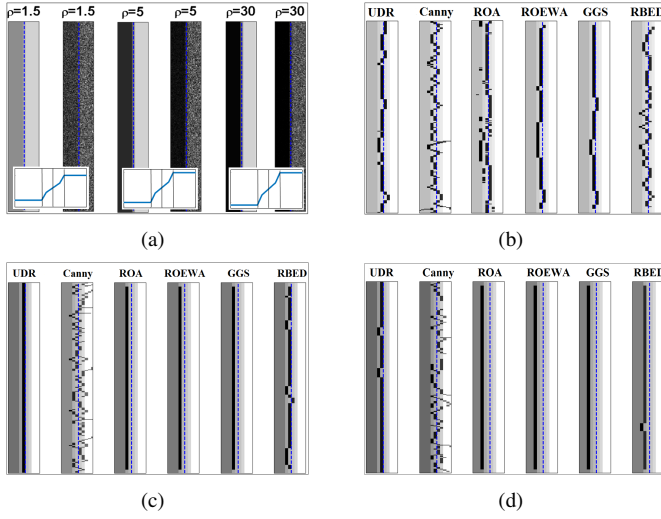 ρ=1.5 ρ=1.5 ρ=5 ρ=5 ρ=30 ρ=30
(a)
UDR Canny ROA ROEWA GGS RBED
(b)
UDR Canny ROA ROEWA GGS RBED
(c)
UDR Canny ROA ROEWA GGS RBED
(d)